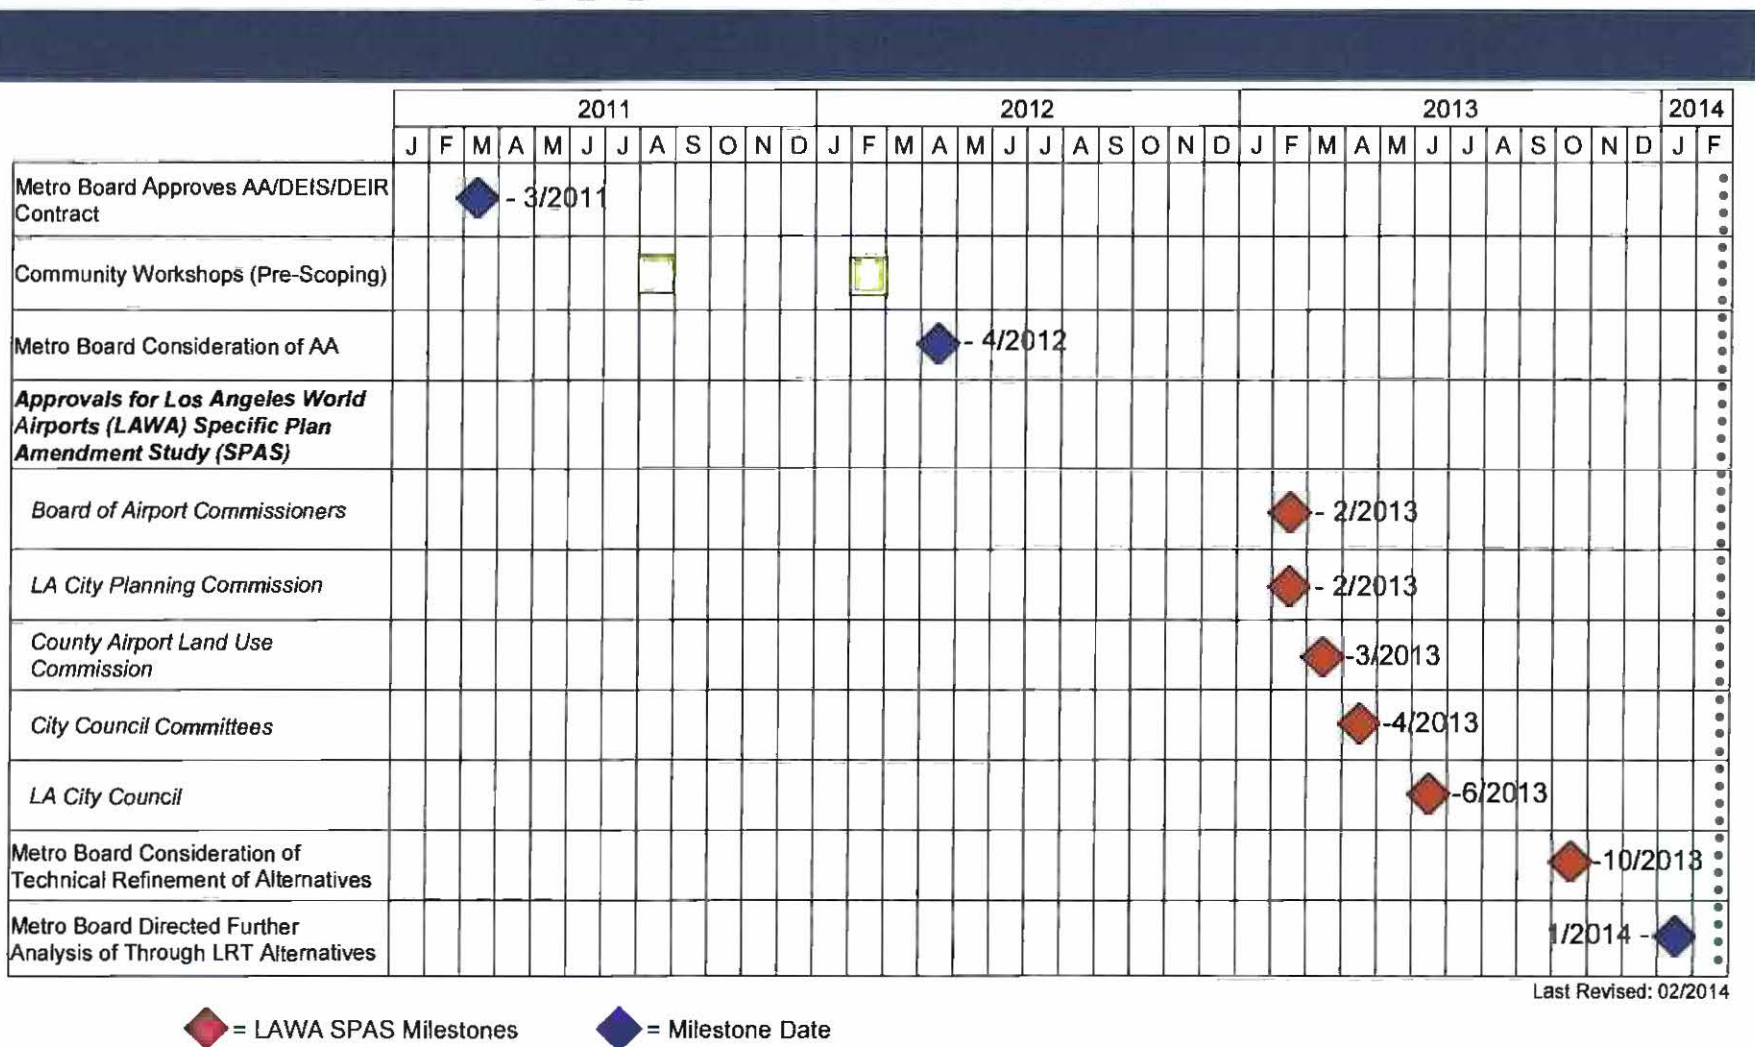 2011 2012 2013 2014
J F M A M J J A S O N D J F M A M J J A S O N D J F M A M J J A S O N D J F
Metro Board Approves AA/DEIS/DEIR
Contract
- 3/2011
Community Workshops (Pre-Scoping)
Metro Board Consideration of AA
- 4/2012
Approvals for Los Angeles World
Airports (LAWA) Specific Plan
Amendment Study (SPAS)
Board of Airport Commissioners
- 2/2013
LA City Planning Commission
- 2/2013
County Airport Land Use
Commission
-3/2013
City Council Committees
-4/2013
LA City Council
-6/2013
Metro Board Consideration of
Technical Refinement of Alternatives
-10/2013
Metro Board Directed Further
Analysis of Through LRT Alternatives
1/2014 -
Last Revised: 02/2014
= LAWA SPAS Milestones = Milestone Date